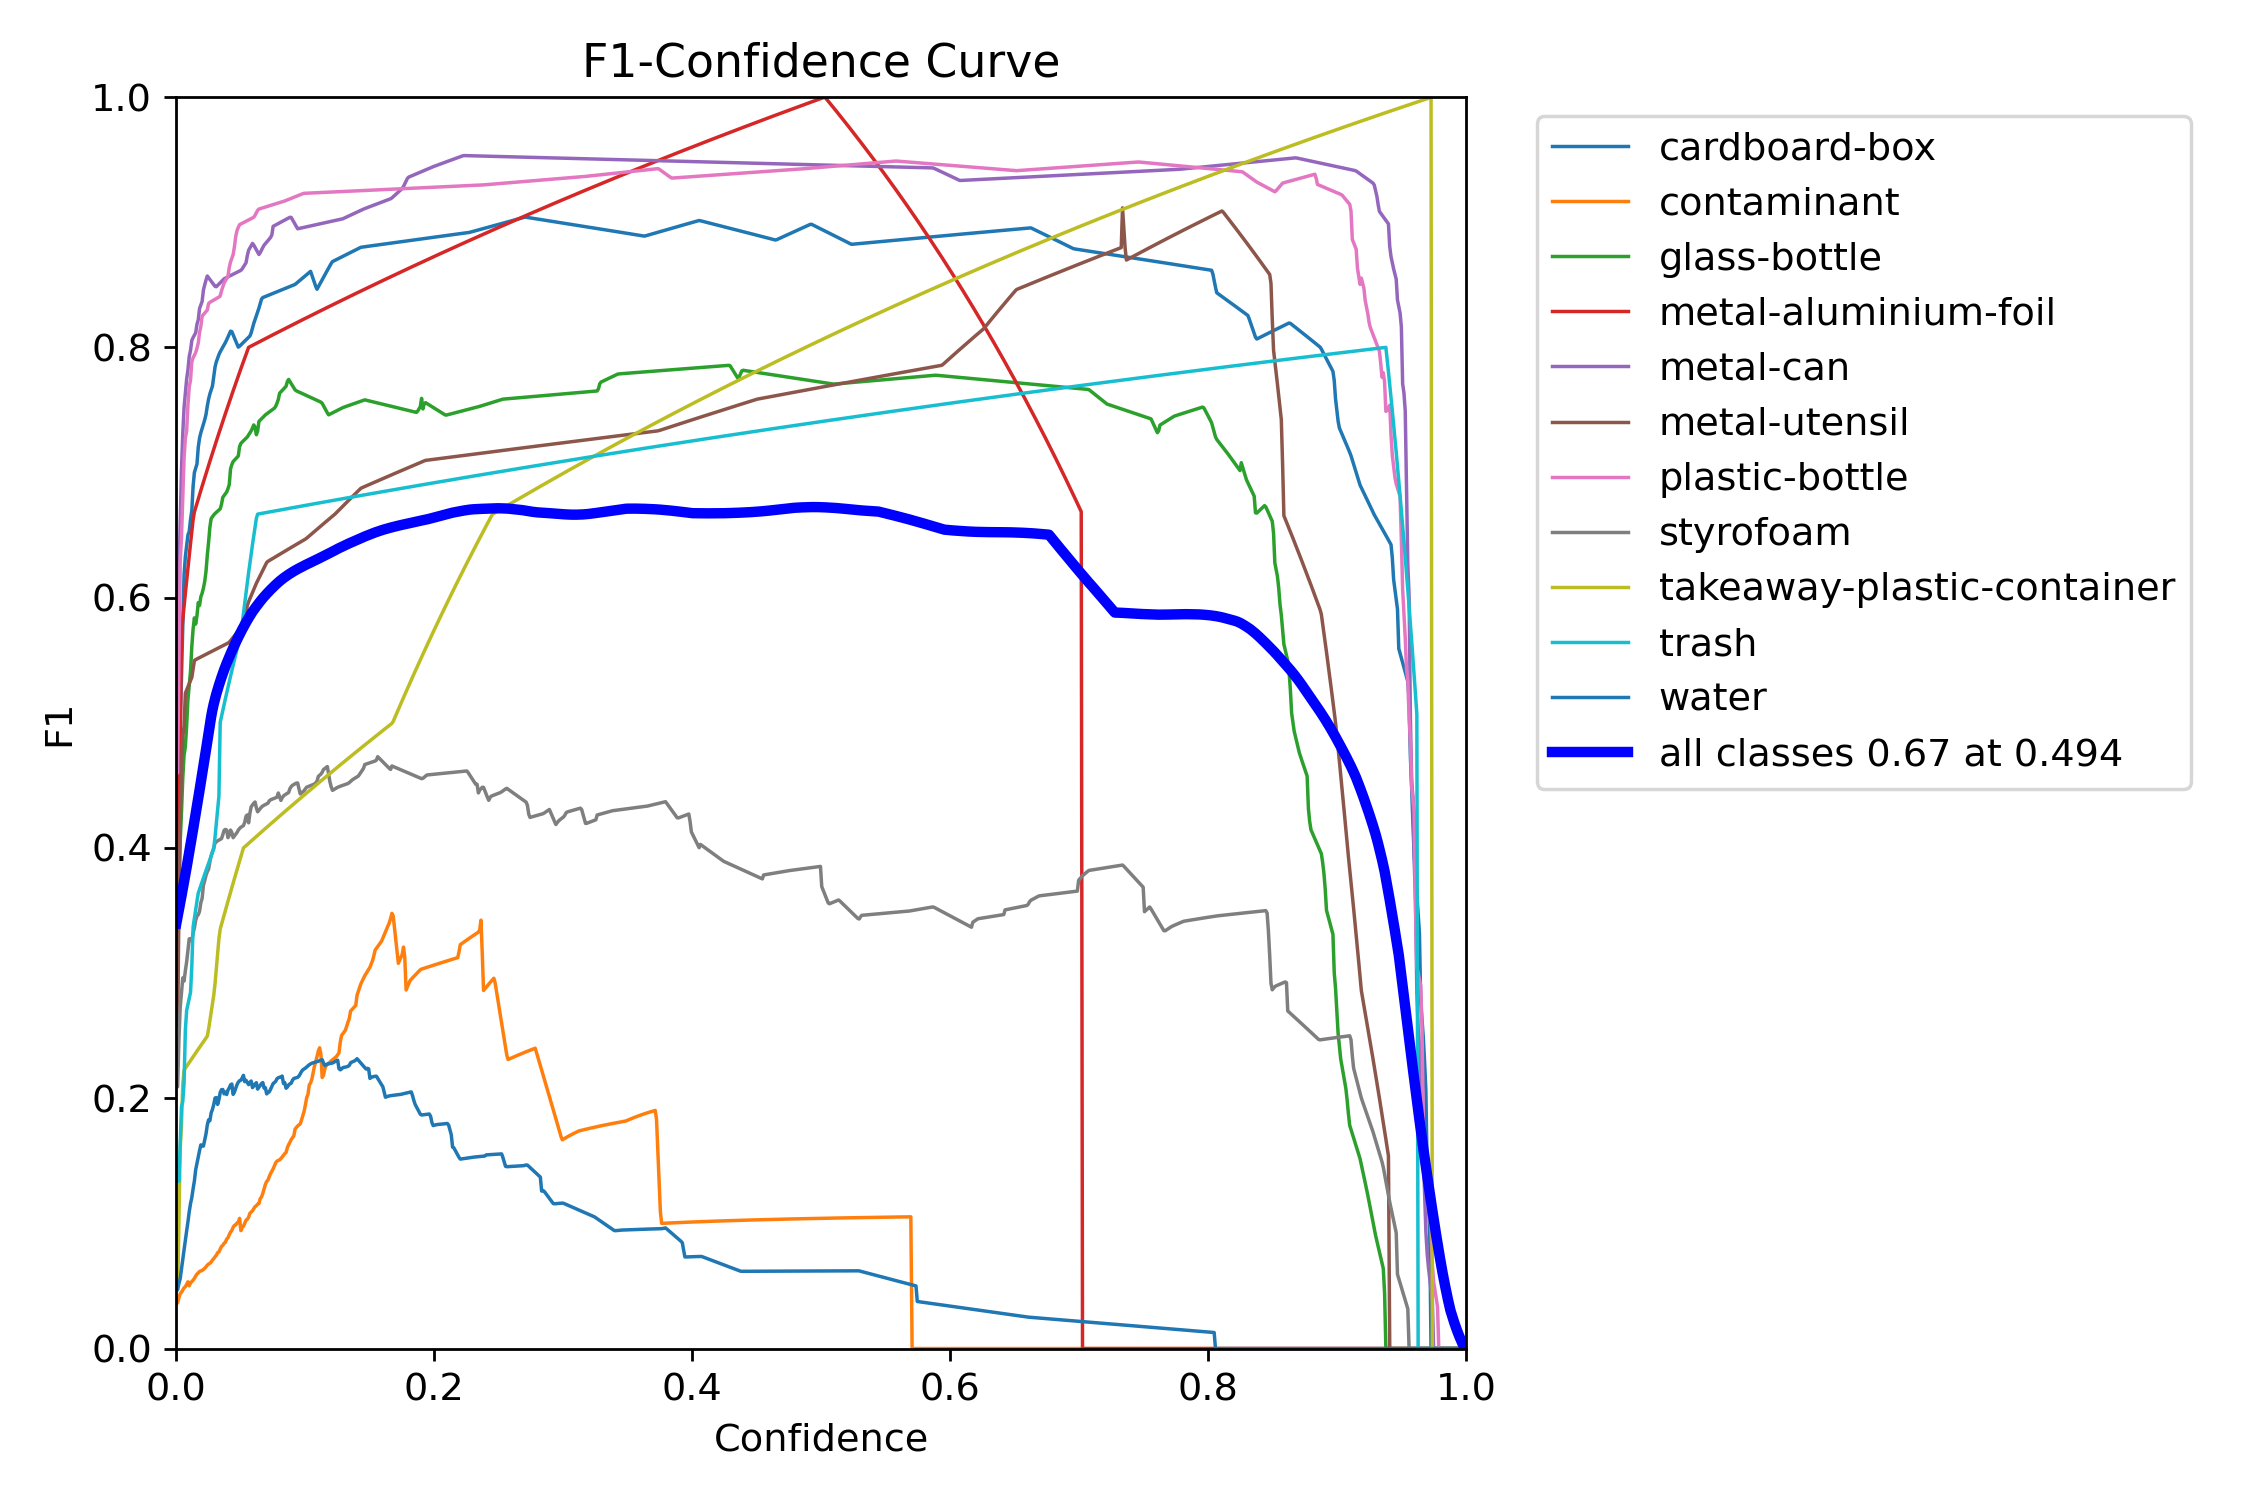 F1-Confidence Curve
1.0
0.8
0.6
0.4
0.2
0.0
F1
0.0 0.2 0.4 0.6 0.8 1.0
Confidence
cardboard-box
contaminant
glass-bottle
metal-aluminium-foil
metal-can
metal-utensil
plastic-bottle
styrofoam
takeaway-plastic-container
trash
water
all classes 0.67 at 0.494